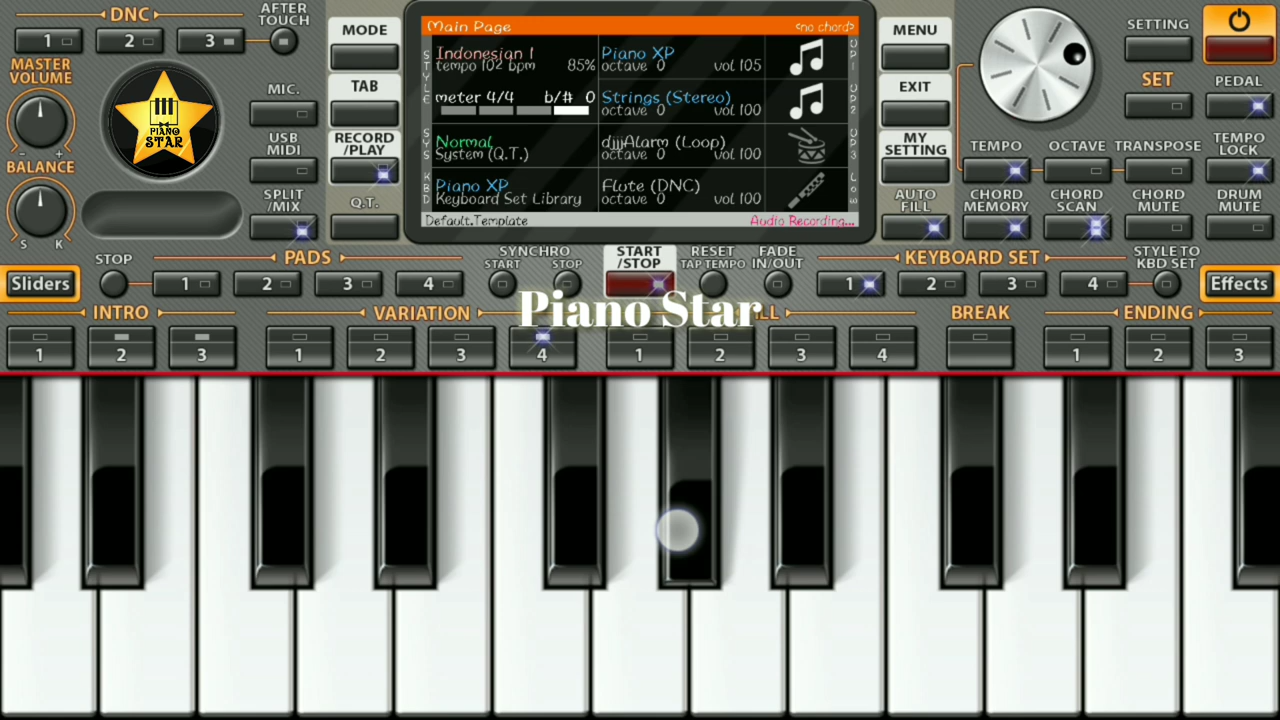 DNC
AFTER
TOUCH
1 2 3
MASTER
VOLUME
- +
BALANCE
S K
PIANO
STAR
MIC.
USB
MIDI
SPLIT
/MIX
MODE
TAB
RECORD
/PLAY
Q.T.
Main Page <no chord>
STYLE
Indonesian 1
tempo 102 bpm 85%
meter 4/4 b/# 0
SYS
Normal
System (Q.T.)
KBD
Piano XP
Keyboard Set Library
Piano XP
octave 0 vol 105
UP1
Strings (Stereo)
octave 0 vol 100
UP2
djjjAlarm (Loop)
octave 0 vol 100
UP3
Flute (DNC)
octave 0 vol 100
Low
Default.Template Audio Recording...
MENU
EXIT
MY
SETTING
AUTO
FILL
SETTING
SET
PEDAL
TEMPO OCTAVE TRANSPOSE
TEMPO
LOCK
CHORD
MEMORY
CHORD
SCAN
CHORD
MUTE
DRUM
MUTE
Sliders
STOP
PADS
1 2 3 4
SYNCHRO
START STOP
START
/STOP
RESET
TAP TEMPO
FADE
IN/OUT
KEYBOARD SET
1 2 3 4
STYLE TO
KBD SET
Effects
Piano Star
INTRO
1 2 3
VARIATION
1 2 3 4
1 2 3 4
BREAK
ENDING
1 2 3